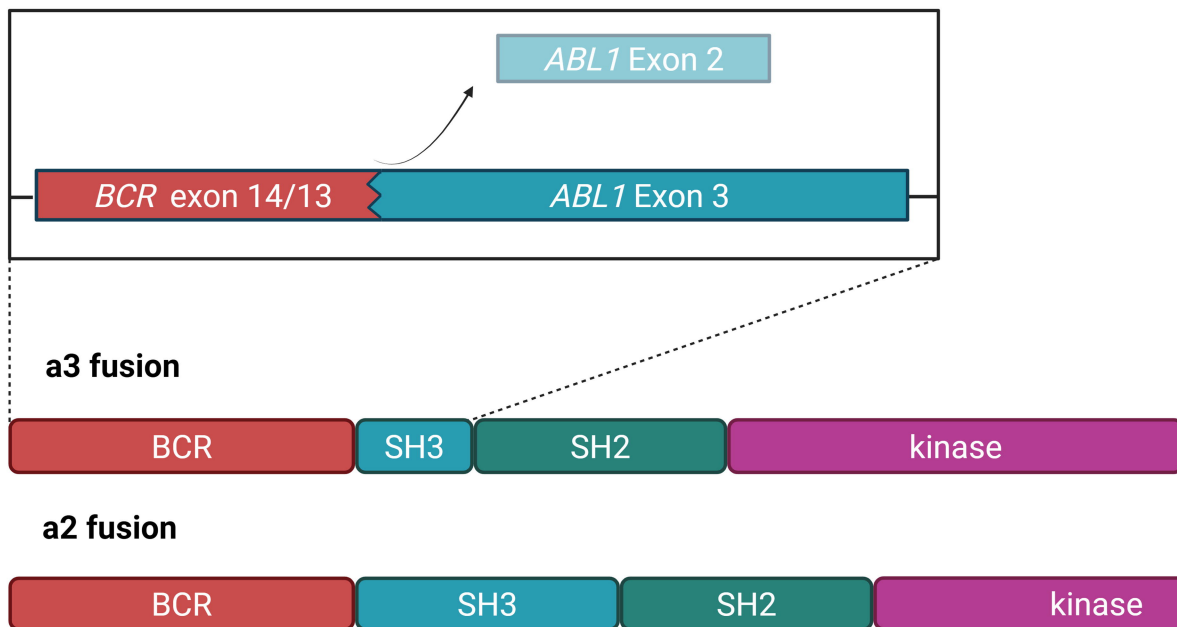 ABL1 Exon 2
BCR exon 14/13
ABL1 Exon 3
a3 fusion
BCR
SH3
SH2
kinase
a2 fusion
BCR
SH3
SH2
kinase